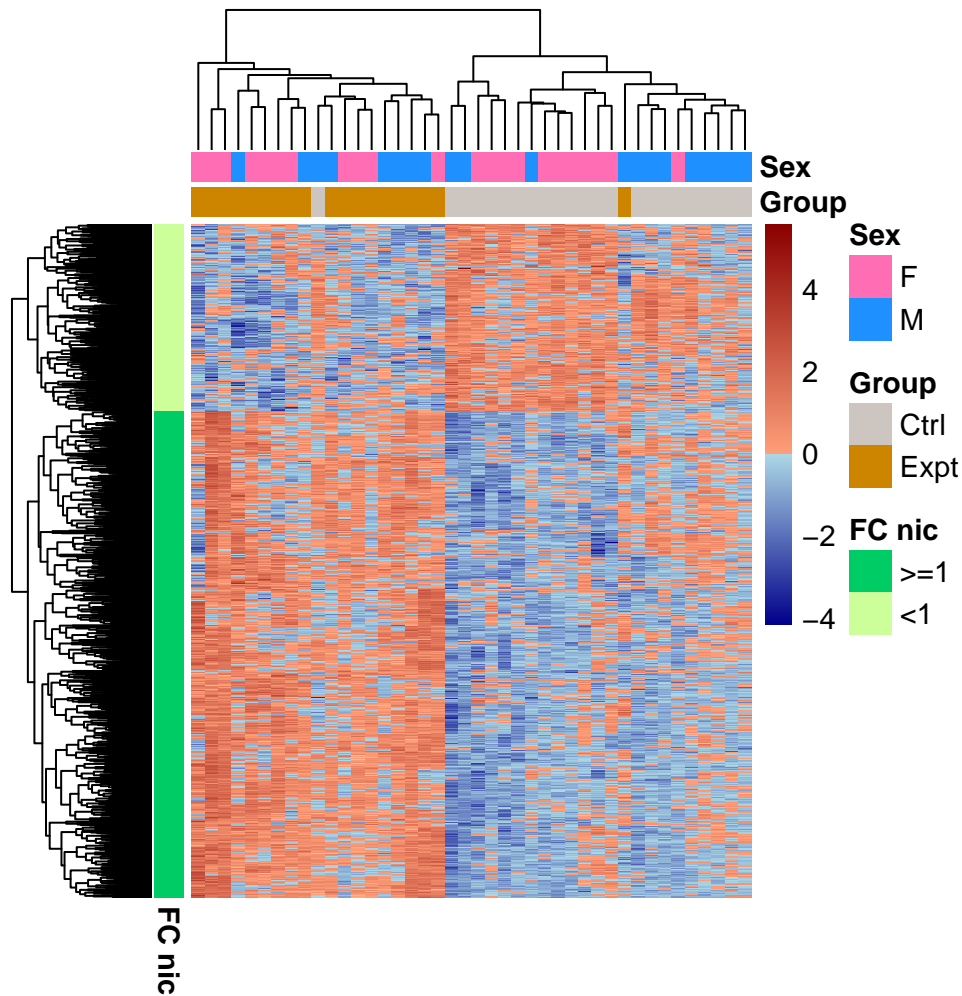 Sex
Group
4
2
0
−2
−4
Sex
F
M
Group
Ctrl
Expt
FC nic
>=1
<1
FC nic